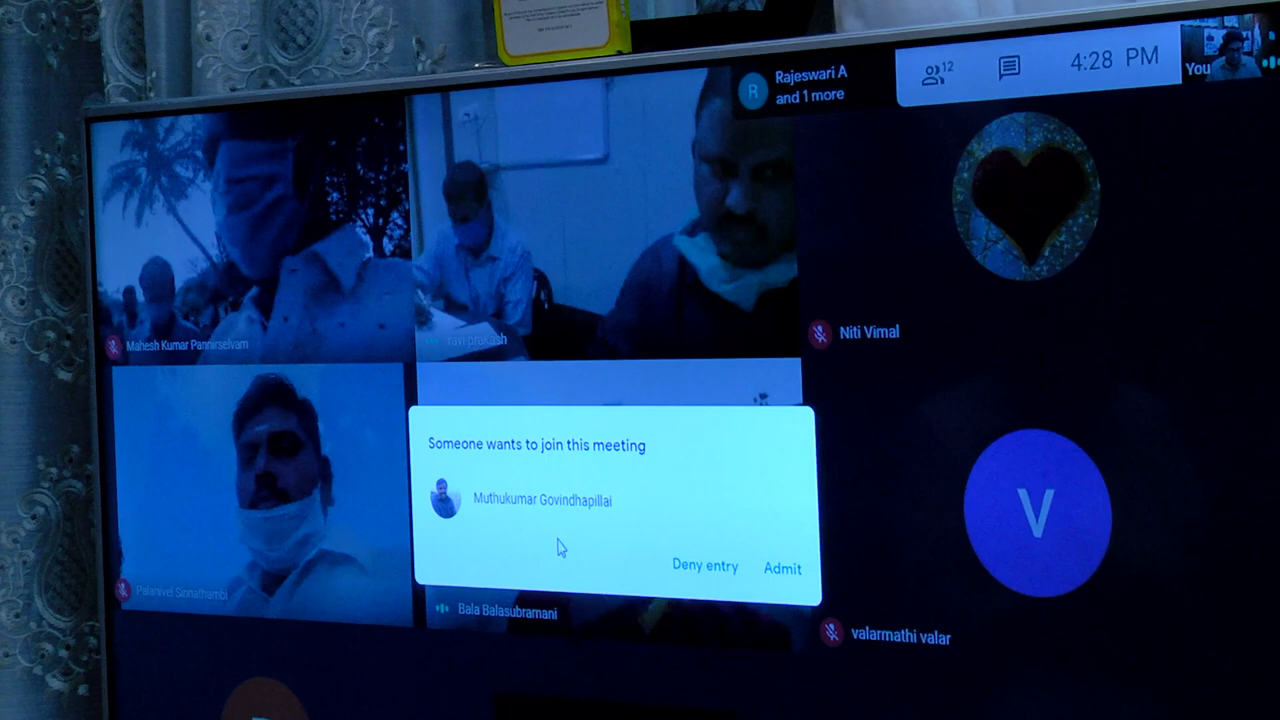 Rajeswari A
and 1 more
R
12
4:28 PM
You
Mahesh Kumar Pannirselvam
ravi prakash
Niti Vimal
Someone wants to join this meeting
Muthukumar Govindhapillai
Deny entry
Admit
Palanivel Sinnathambi
Bala Balasubramani
V
valarmathi valar